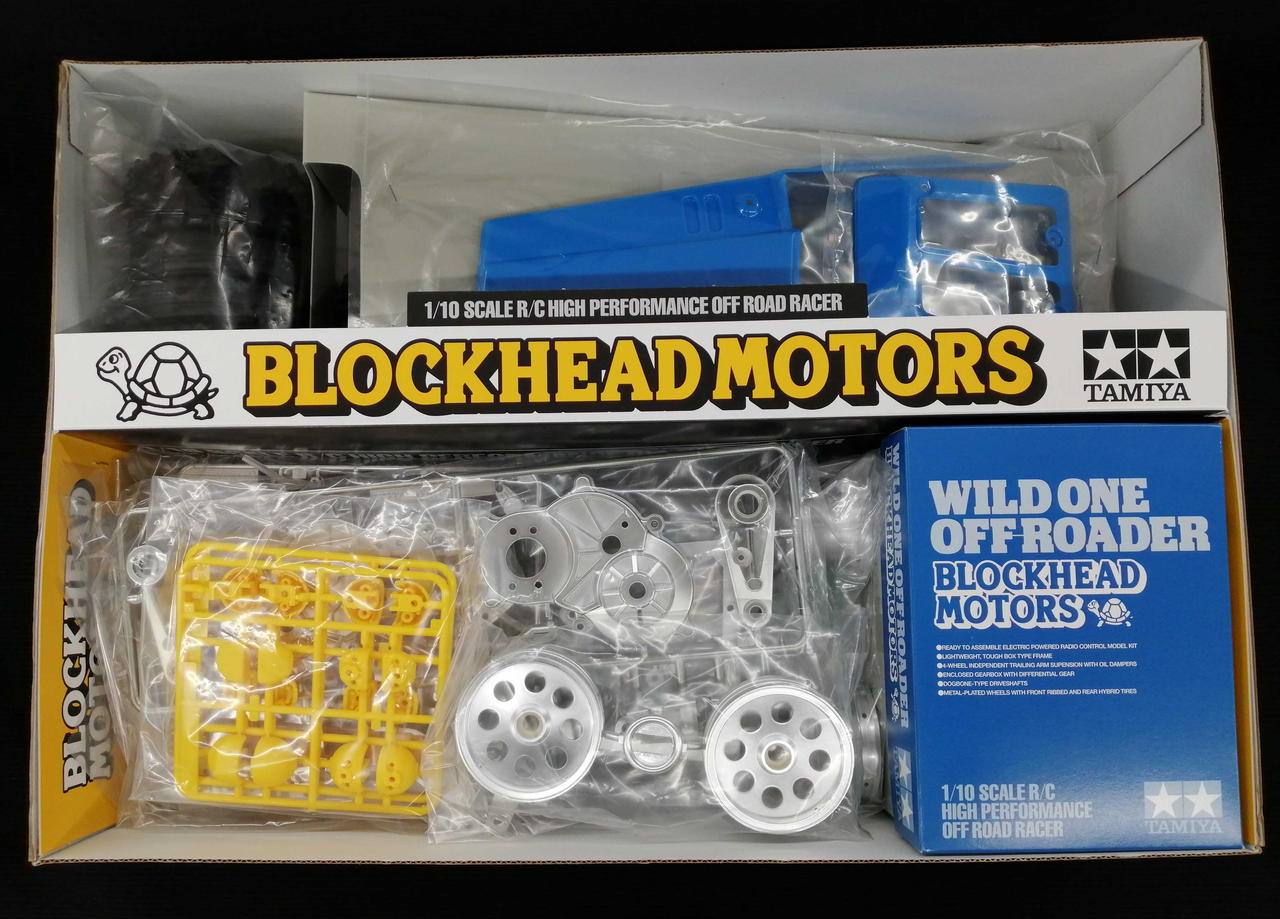 1/10 SCALE R/C HIGH PERFORMANCE OFF ROAD RACER
BLOCKHEAD MOTORS
TAMIYA
BLOCKHEAD
MOTO
WILD ONE OFF-ROADER
BLOCKHEAD MOTORS
WILD ONE
OFF-ROADER
BLOCKHEAD
MOTORS
●READY TO ASSEMBLE ELECTRIC POWERED RADIO CONTROL MODEL KIT
●LIGHTWEIGHT, TOUGH BOX TYPE FRAME
●4-WHEEL INDEPENDENT TRAILING ARM SUPENSION WITH OIL DAMPERS
●ENCLOSED GEARBOX WITH DIFFERENTIAL GEAR
●DOGBONE-TYPE DRIVESHAFTS
●METAL-PLATED WHEELS WITH FRONT RIBBED AND REAR HYBRID TIRES
1/10 SCALE R/C
HIGH PERFORMANCE
OFF ROAD RACER
TAMIYA